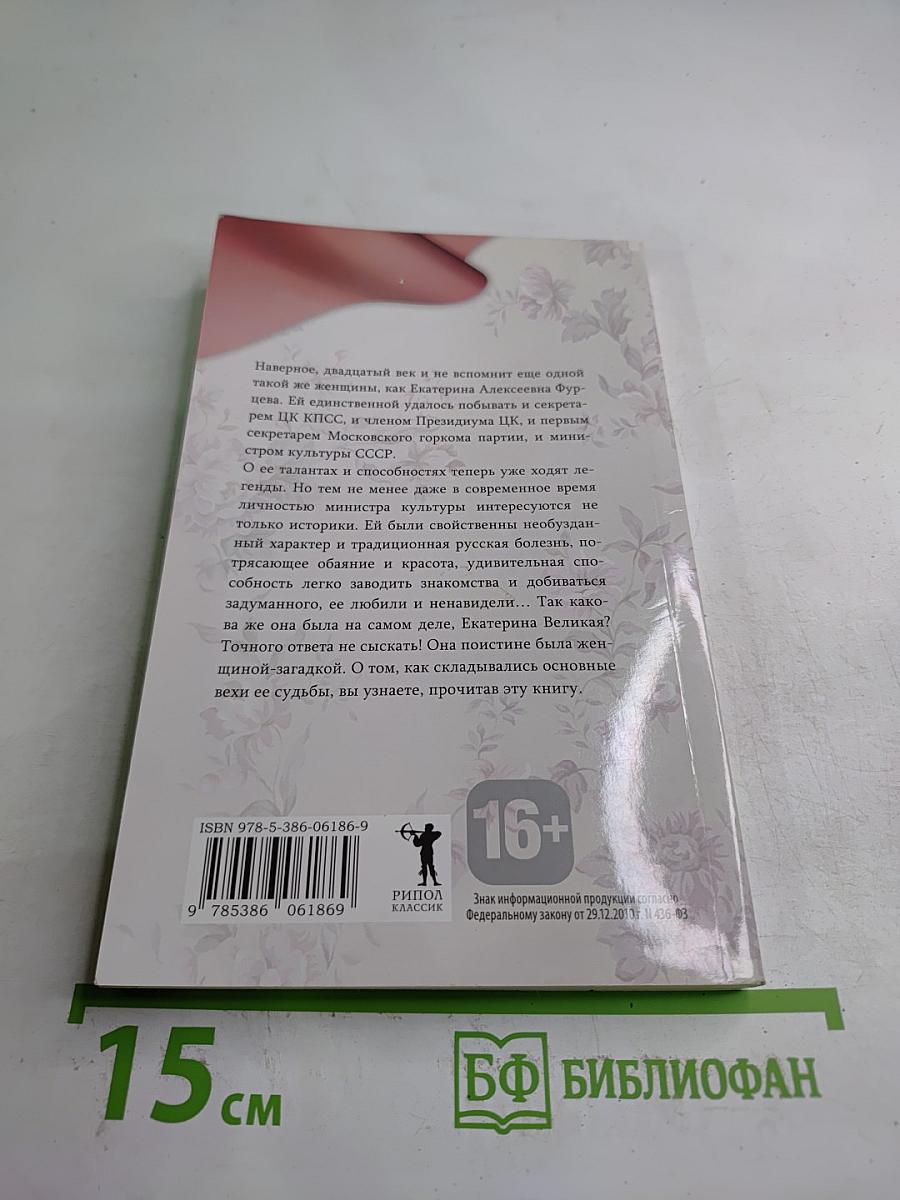 Наверное, двадцатый век и не вспомнит еще одной
такой же женщины, как Екатерина Алексеевна Фур-
цева. Ей единственной удалось побывать и секрета-
рем ЦК КПСС, и членом Президиума ЦК, и первым
секретарем Московского горкома партии, и мини-
стром культуры СССР.
О ее талантах и способностях теперь уже ходят ле-
генды. Но тем не менее даже в современное время
личностью министра культуры интересуются не
только историки. Ей были свойственны необуздан-
ный характер и традиционная русская болезнь, по-
трясающее обаяние и красота, удивительная спо-
собность легко заводить знакомства и добиваться
задуманного, ее любили и ненавидели... Так како-
ва же она была на самом деле, Екатерина Великая?
Точного ответа не сыскать! Она поистине была жен-
щиной-загадкой. О том, как складывались основные
вехи ее судьбы, вы узнаете, прочитав эту книгу.
ISBN 978-5-386-06186-9
9 785386 061869
РИПОЛ
КЛАССИК
16+
Знак информационной продукции согласно
Федеральному закону от 29.12.2010 г. N 436-ФЗ
15 см
БФ БИБЛИОФАН